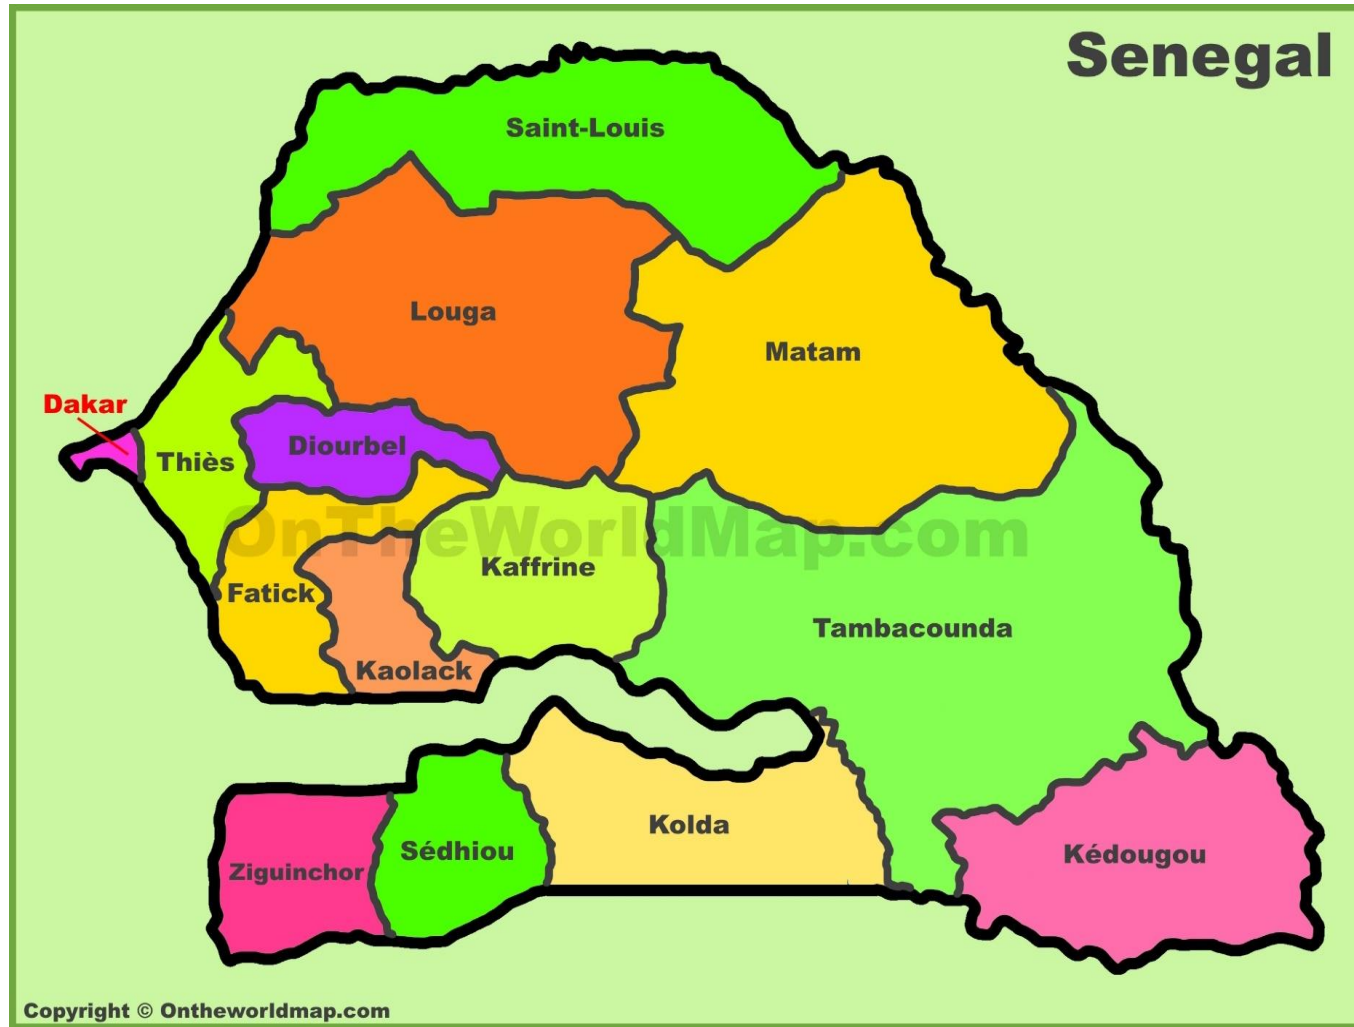 Senegal
Saint-Louis
Louga
Matam
Dakar
Diourbel
Thiès
OnTheWorldMap.com
Kaffrine
Fatick
Tambacounda
Kaolack
Kolda
Sédhiou
Kédougou
Ziguinchor
Copyright © Ontheworldmap.com